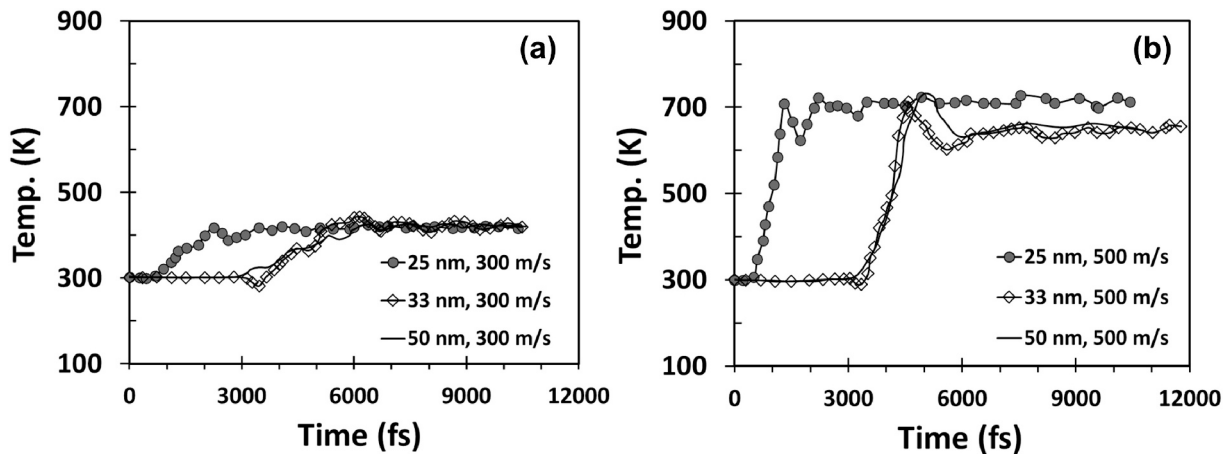 (a)
Temp. (K)
900
700
500
300
100
25 nm, 300 m/s
33 nm, 300 m/s
50 nm, 300 m/s
0 3000 6000 9000 12000
Time (fs)
(b)
Temp. (K)
900
700
500
300
100
25 nm, 500 m/s
33 nm, 500 m/s
50 nm, 500 m/s
0 3000 6000 9000 12000
Time (fs)